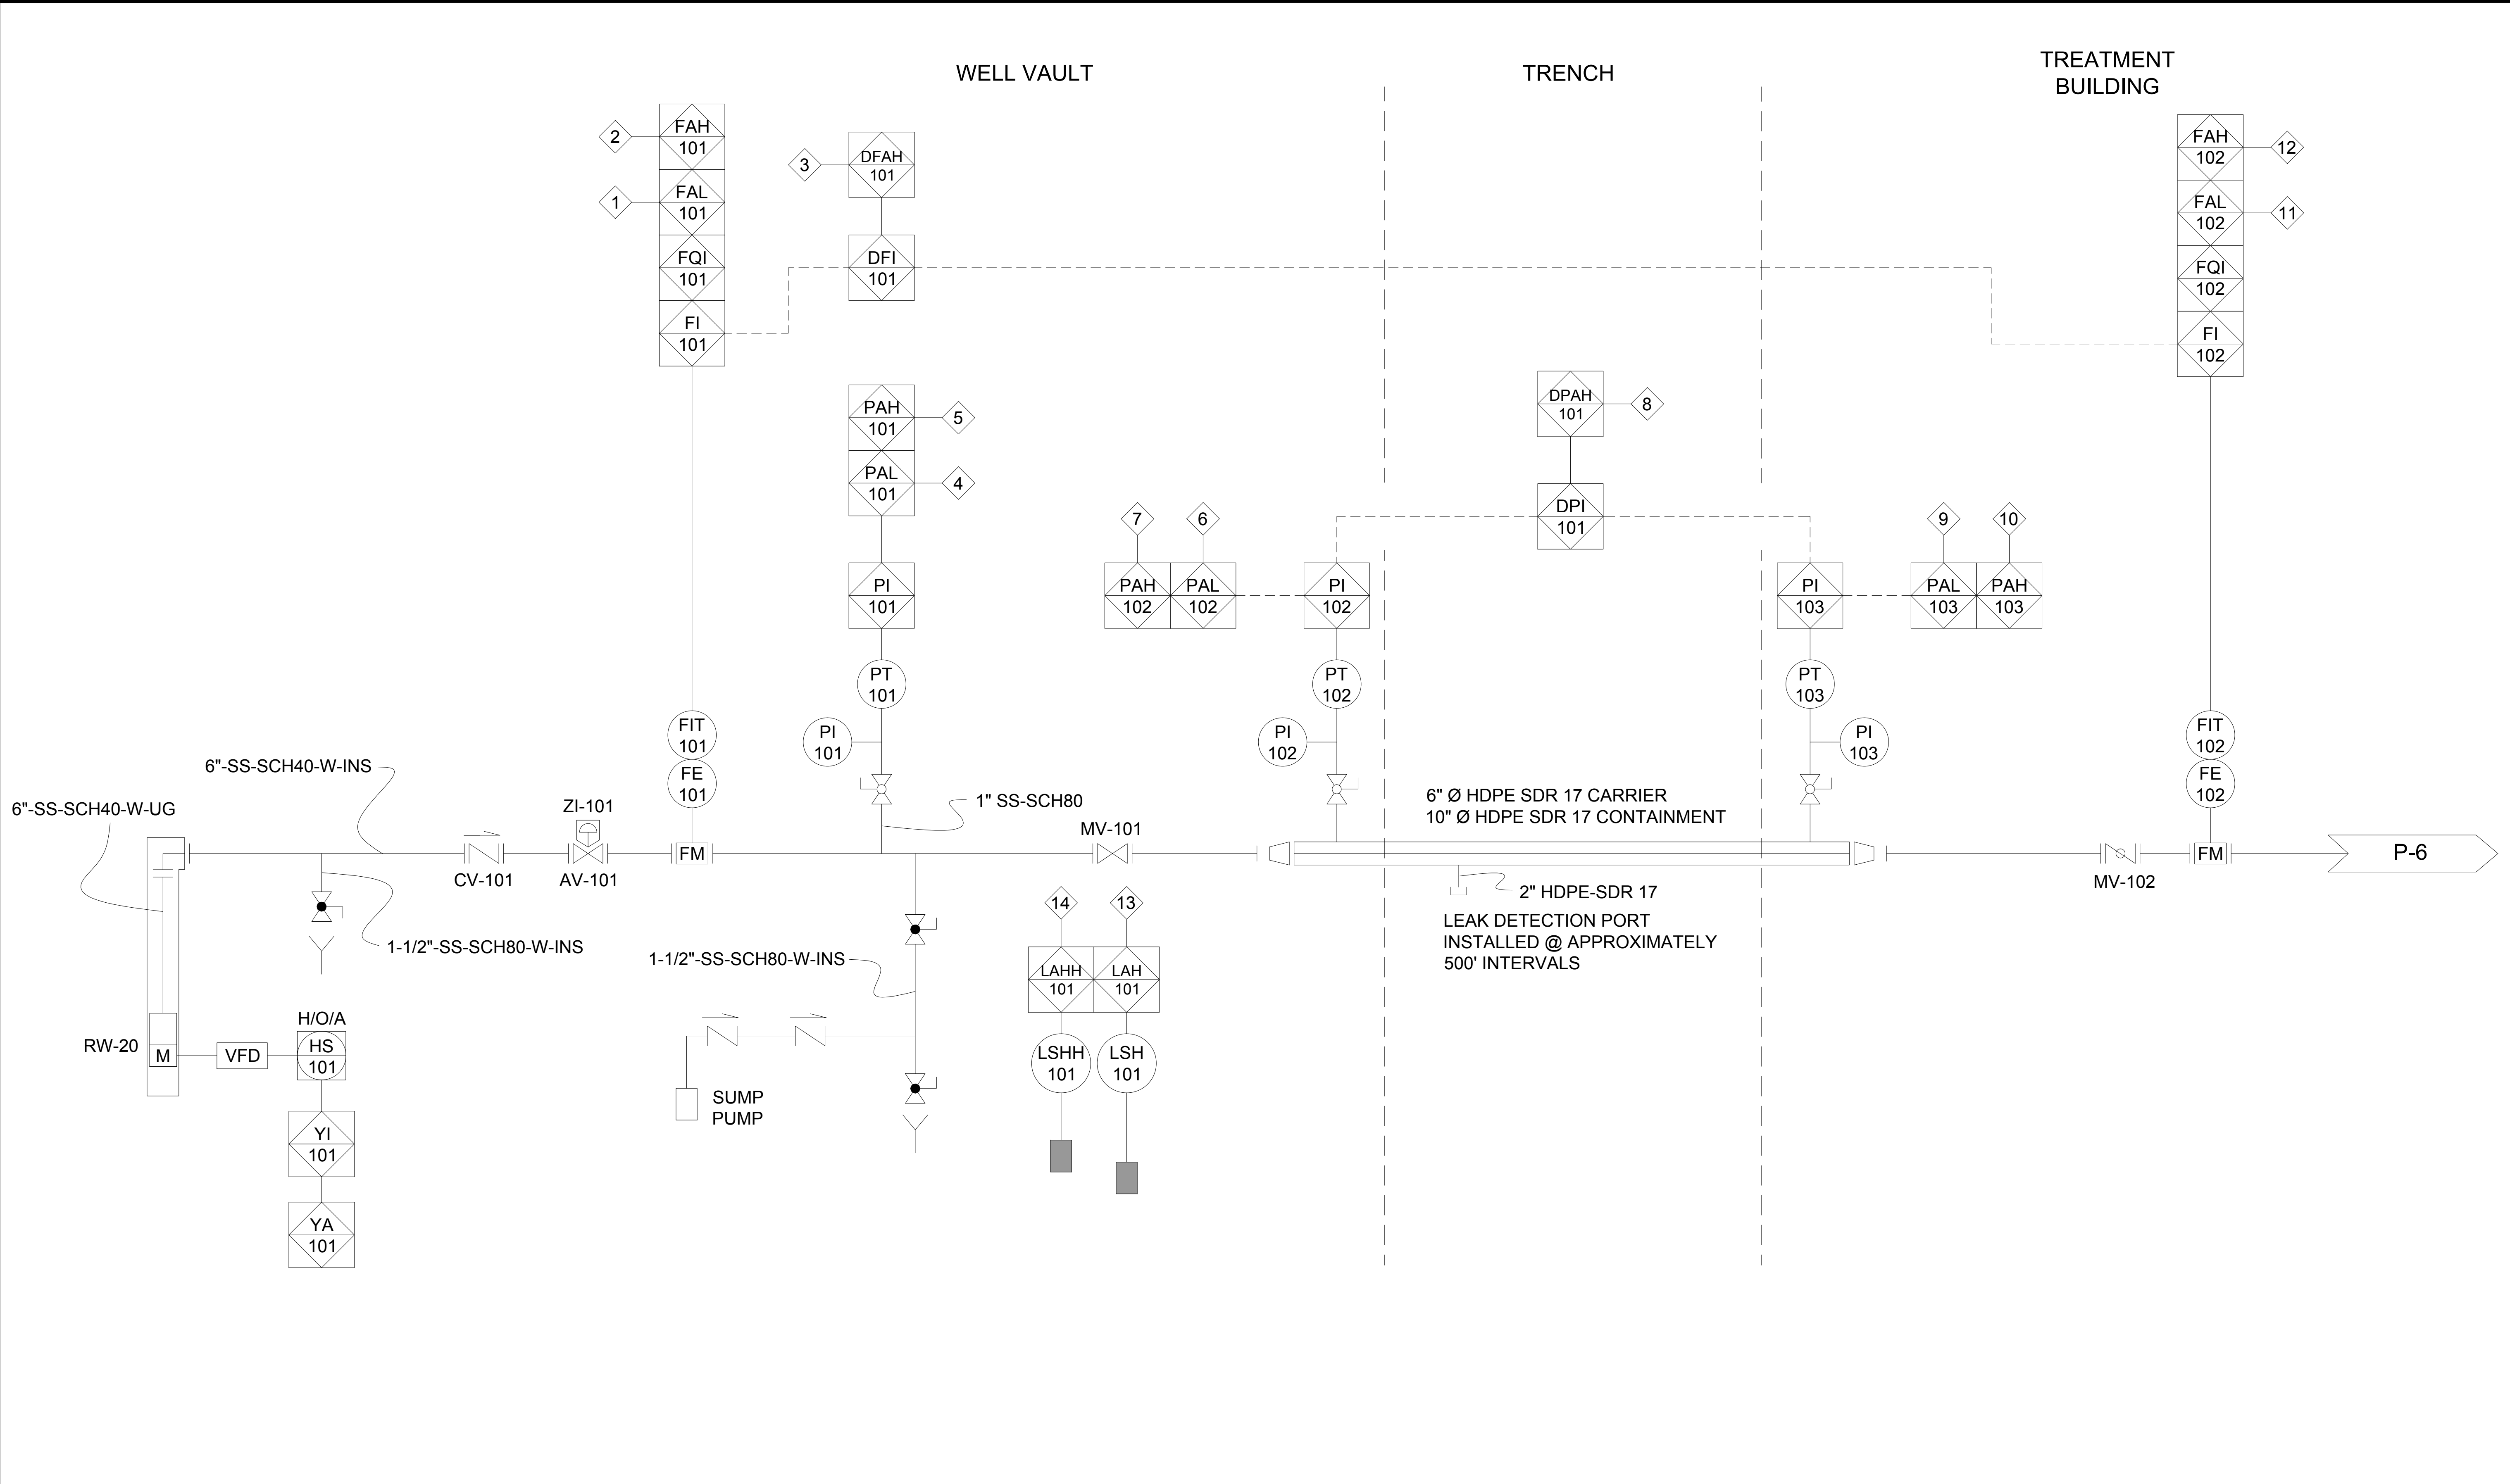 WELL VAULT
TRENCH
TREATMENT
BUILDING
2
FAH
101
1
FAL
101
FQI
101
FI
101
3
DFAH
101
DFI
101
FAH
102
12
FAL
102
11
FQI
102
FI
102
PAH
101
5
PAL
101
4
PI
101
PT
101
PI
101
DPAH
101
8
DPI
101
7
6
PAH
102
PAL
102
PI
102
PT
102
PI
102
9
10
PI
103
PAL
103
PAH
103
PT
103
PI
103
FIT
101
FE
101
FM
FIT
102
FE
102
FM
6"-SS-SCH40-W-INS
6"-SS-SCH40-W-UG
ZI-101
CV-101
AV-101
1" SS-SCH80
MV-101
6" Ø HDPE SDR 17 CARRIER
10" Ø HDPE SDR 17 CONTAINMENT
2" HDPE-SDR 17
LEAK DETECTION PORT
INSTALLED @ APPROXIMATELY
500' INTERVALS
MV-102
P-6
1-1/2"-SS-SCH80-W-INS
1-1/2"-SS-SCH80-W-INS
14
13
LAHH
101
LAH
101
LSHH
101
LSH
101
RW-20
M
VFD
H/O/A
HS
101
YI
101
YA
101
SUMP
PUMP